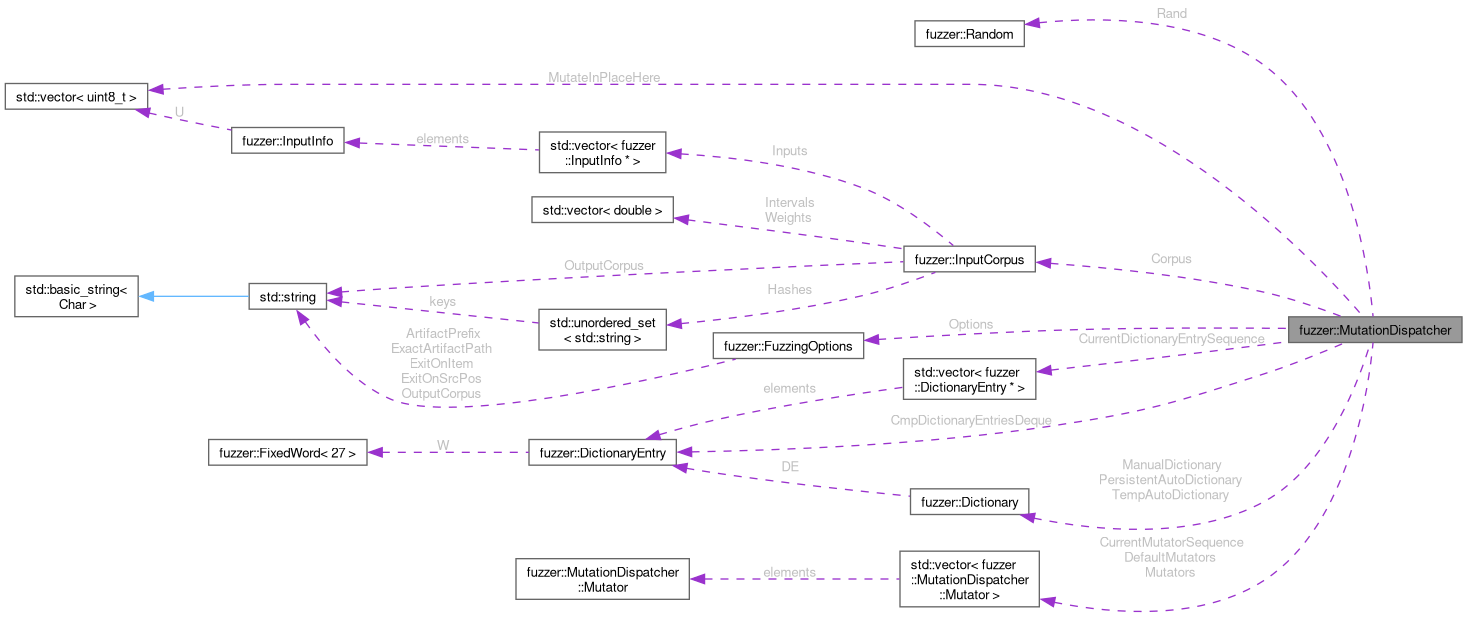 Rand
fuzzer::Random
MutateInPlaceHere
std::vector< uint8_t >
U
fuzzer::InputInfo
elements
std::vector< fuzzer
::InputInfo * >
Inputs
std::vector< double >
Intervals
Weights
fuzzer::InputCorpus
Corpus
OutputCorpus
std::basic_string<
Char >
std::string
keys
Hashes
std::unordered_set
< std::string >
ArtifactPrefix
ExactArtifactPath
ExitOnItem
ExitOnSrcPos
OutputCorpus
fuzzer::FuzzingOptions
Options
fuzzer::MutationDispatcher
CurrentDictionaryEntrySequence
std::vector< fuzzer
::DictionaryEntry * >
elements
CmpDictionaryEntriesDeque
fuzzer::FixedWord< 27 >
W
fuzzer::DictionaryEntry
DE
fuzzer::Dictionary
ManualDictionary
PersistentAutoDictionary
TempAutoDictionary
CurrentMutatorSequence
DefaultMutators
Mutators
fuzzer::MutationDispatcher
::Mutator
elements
std::vector< fuzzer
::MutationDispatcher
::Mutator >